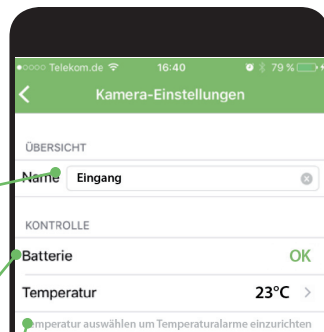 Telekom.de 16:40 79 %
Kamera-Einstellungen
ÜBERSICHT
Name Eingang
KONTROLLE
Batterie OK
Temperatur 23°C
Temperatur auswählen um Temperaturalarme einzurichten